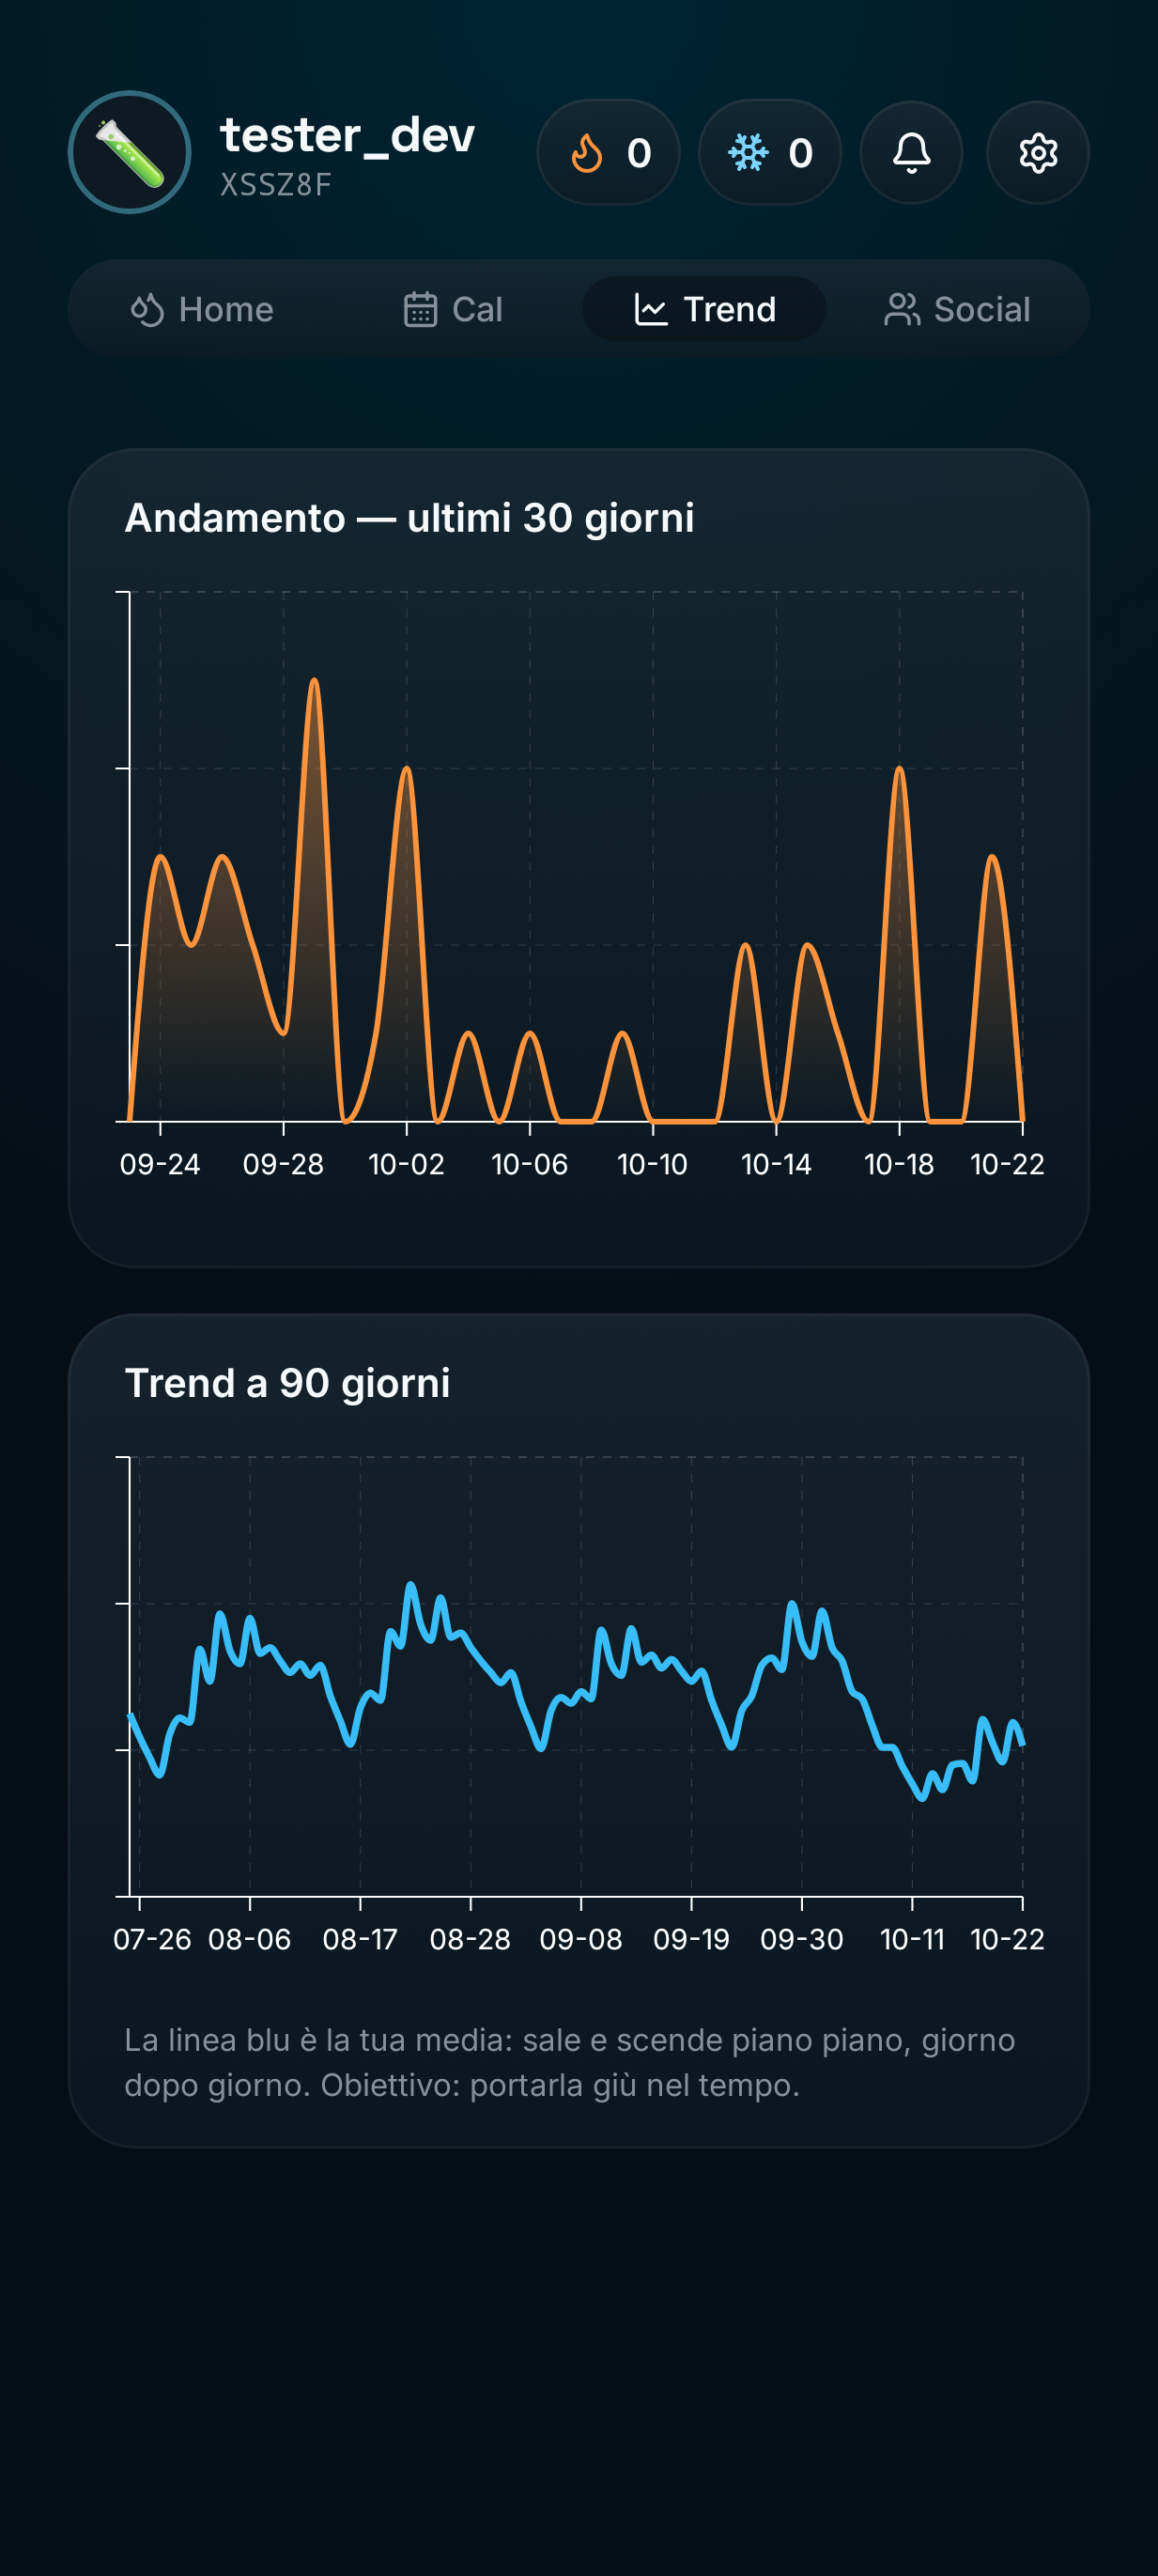 tester_dev
XSSZ8F
0
0
Home
Cal
Trend
Social
Andamento — ultimi 30 giorni
09-24 09-28 10-02 10-06 10-10 10-14 10-18 10-22
Trend a 90 giorni
07-26 08-06 08-17 08-28 09-08 09-19 09-30 10-11 10-22
La linea blu è la tua media: sale e scende piano piano, giorno
dopo giorno. Obiettivo: portarla giù nel tempo.